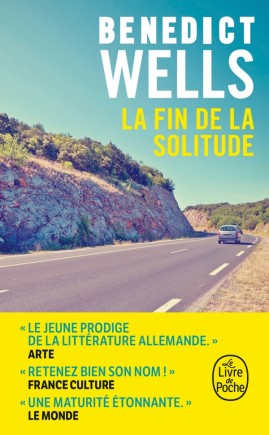 BENEDICT
WELLS
LA FIN DE LA
SOLITUDE
« LE JEUNE PRODIGE
DE LA LITTÉRATURE ALLEMANDE. »
ARTE
« RETENEZ BIEN SON NOM ! »
FRANCE CULTURE
« UNE MATURITÉ ÉTONNANTE. »
LE MONDE
Le
Livre
de
Poche